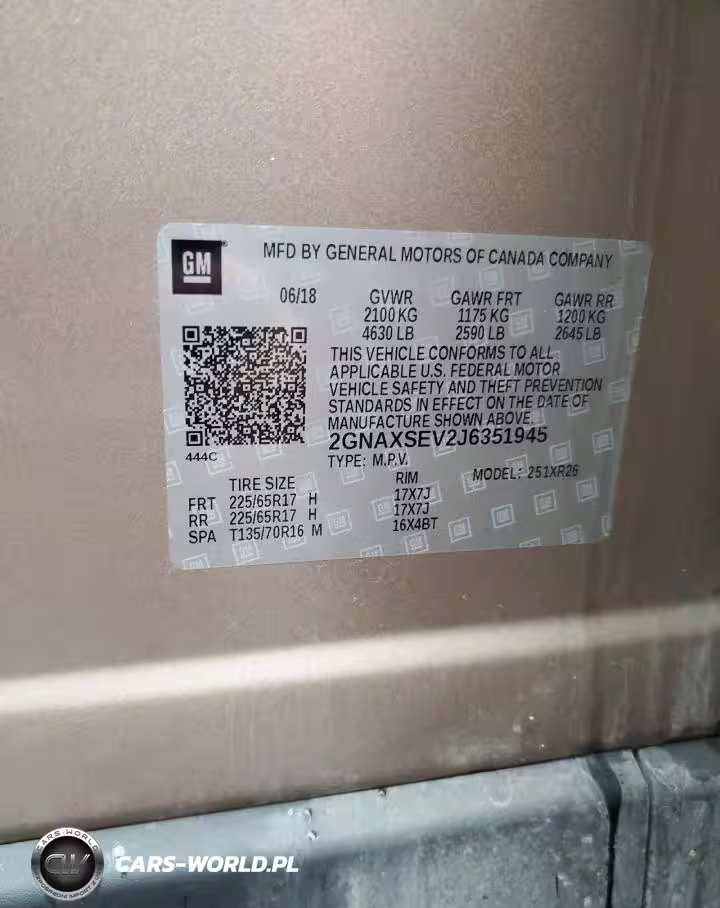 GM
MFD BY GENERAL MOTORS OF CANADA COMPANY
06/18 GVWR GAWR FRT GAWR RR
2100 KG 1175 KG 1200 KG
4630 LB 2590 LB 2645 LB
THIS VEHICLE CONFORMS TO ALL
APPLICABLE U.S. FEDERAL MOTOR
VEHICLE SAFETY AND THEFT PREVENTION
STANDARDS IN EFFECT ON THE DATE OF
MANUFACTURE SHOWN ABOVE.
2GNAXSEV2J6351945
444C
TYPE: M.P.V. MODEL: 251XR26
TIRE SIZE RIM
FRT 225/65R17 H 17X7J
RR 225/65R17 H 17X7J
SPA T135/70R16 M 16X4BT
CARS-WORLD
CW
CARS-WORLD.PL